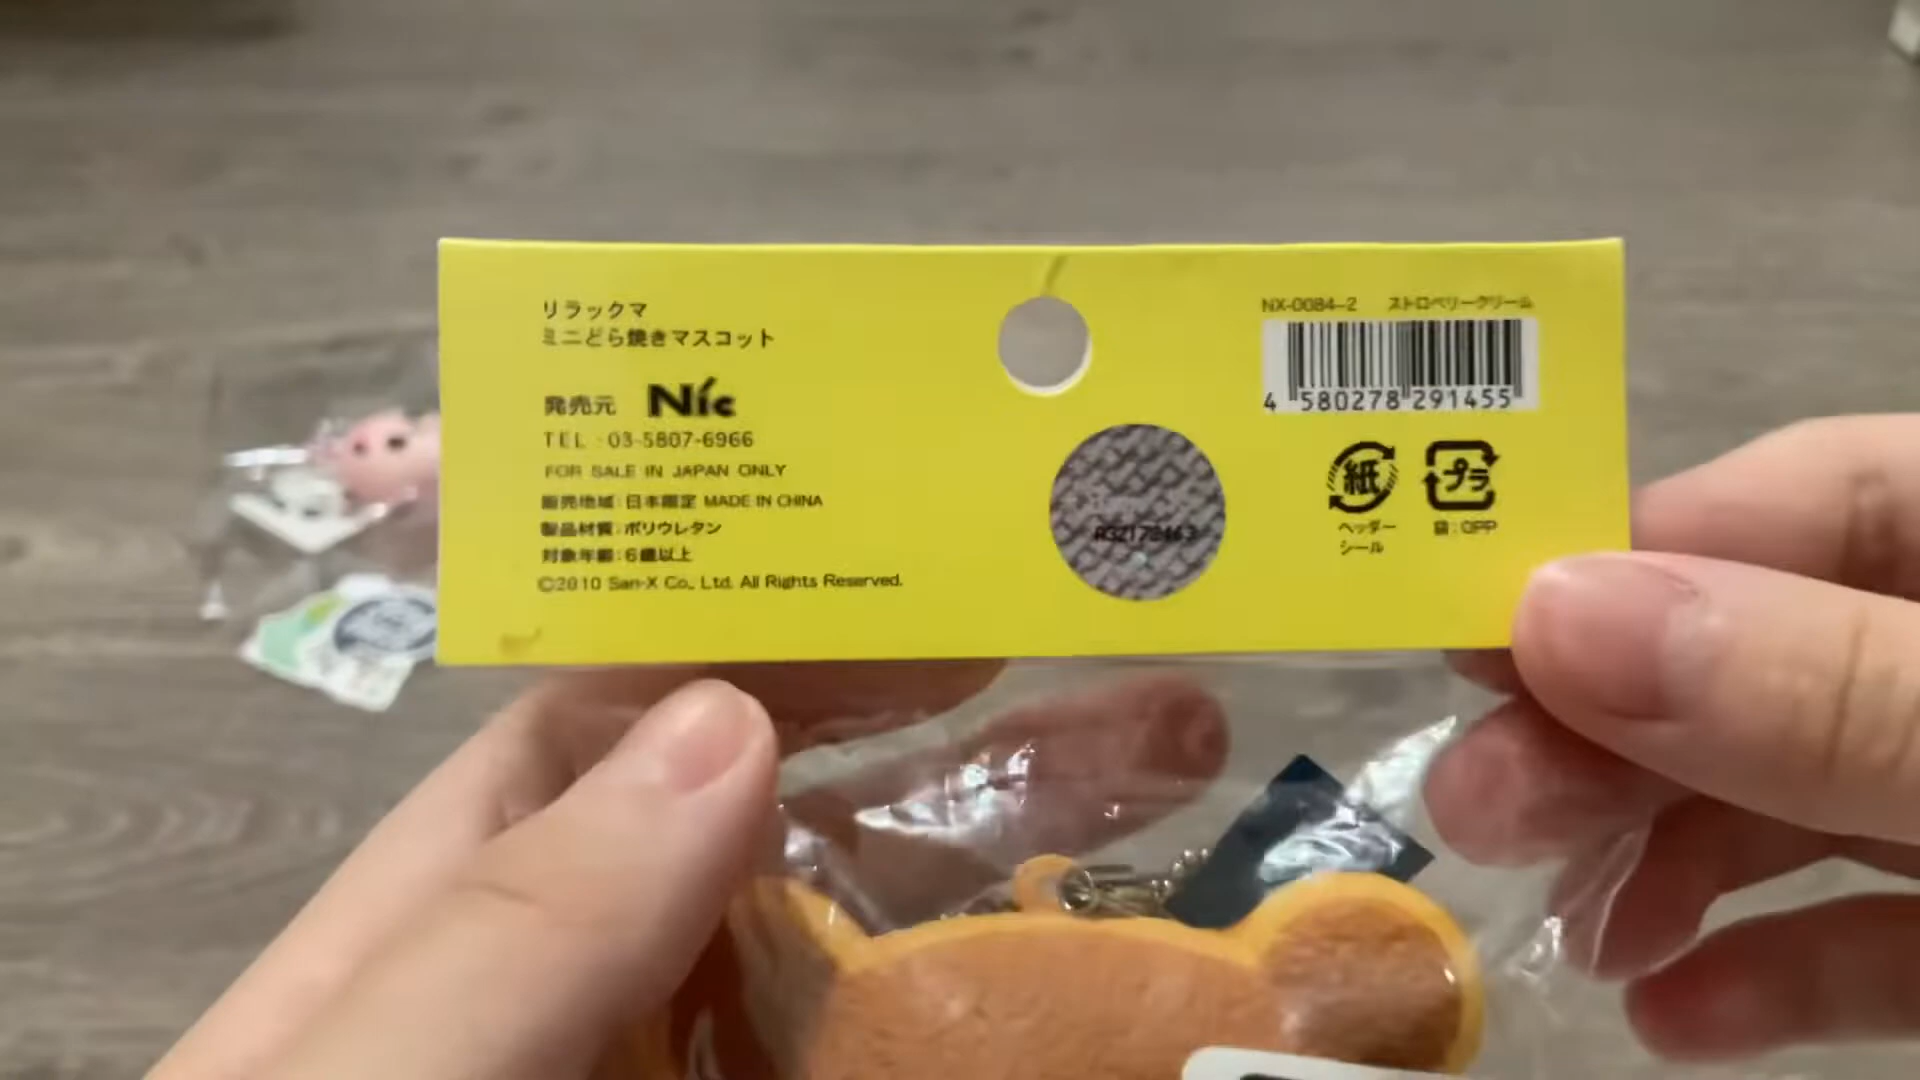 リラックマ
ミニどら焼きマスコット
発売元 Nic
TEL 03-5807-6966
FOR SALE IN JAPAN ONLY
販売地域：日本限定 MADE IN CHINA
製品材質：ポリウレタン
対象年齢：6歳以上
©2010 San-X Co., Ltd. All Rights Reserved.
NX-0084-2 ストロベリークリーム
4 580278 291455
紙 プラ
ヘッダー 袋：OPP
シール